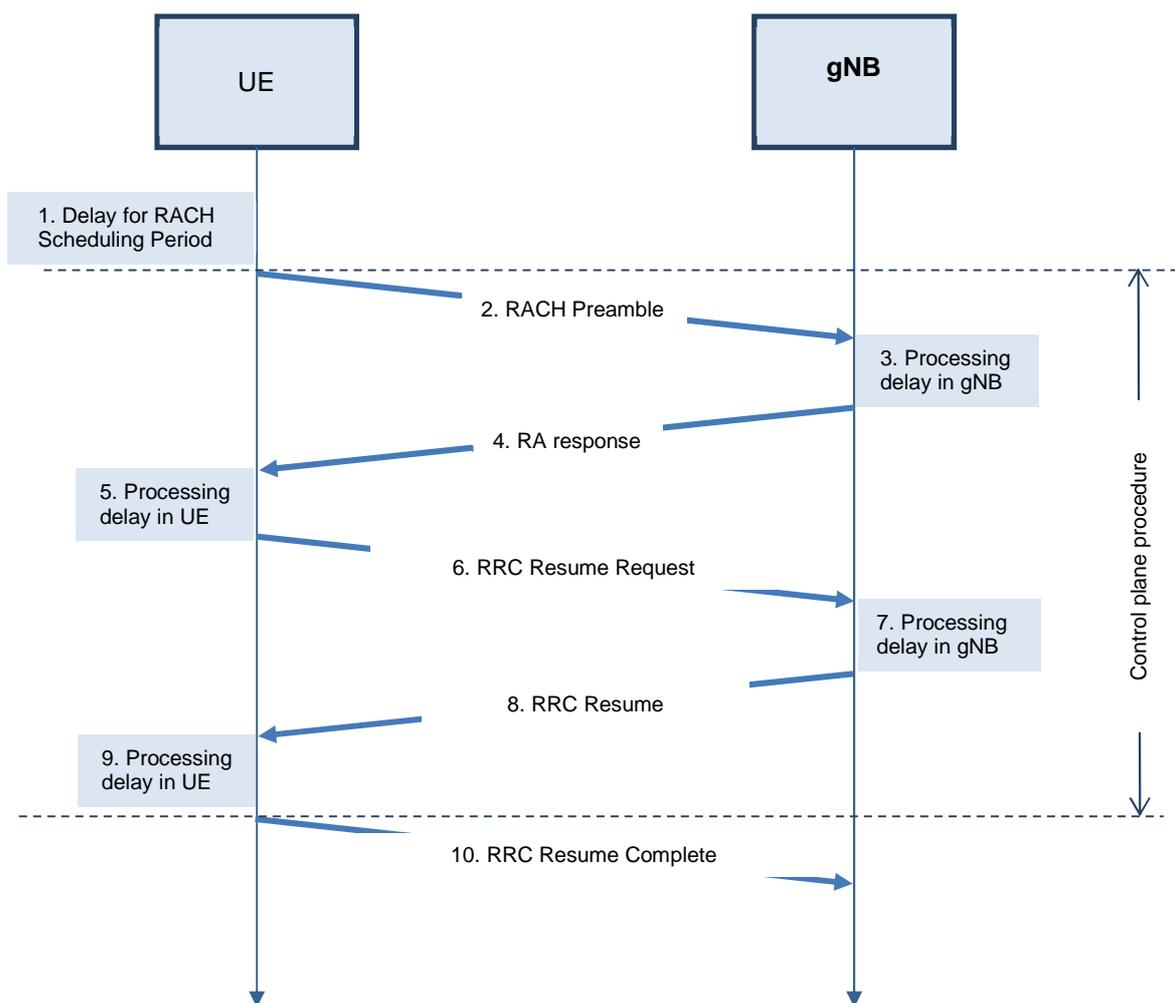 UE
gNB
1. Delay for RACH
Scheduling Period
2. RACH Preamble
3. Processing
delay in gNB
4. RA response
5. Processing
delay in UE
6. RRC Resume Request
7. Processing
delay in gNB
8. RRC Resume
9. Processing
delay in UE
10. RRC Resume Complete
Control plane procedure